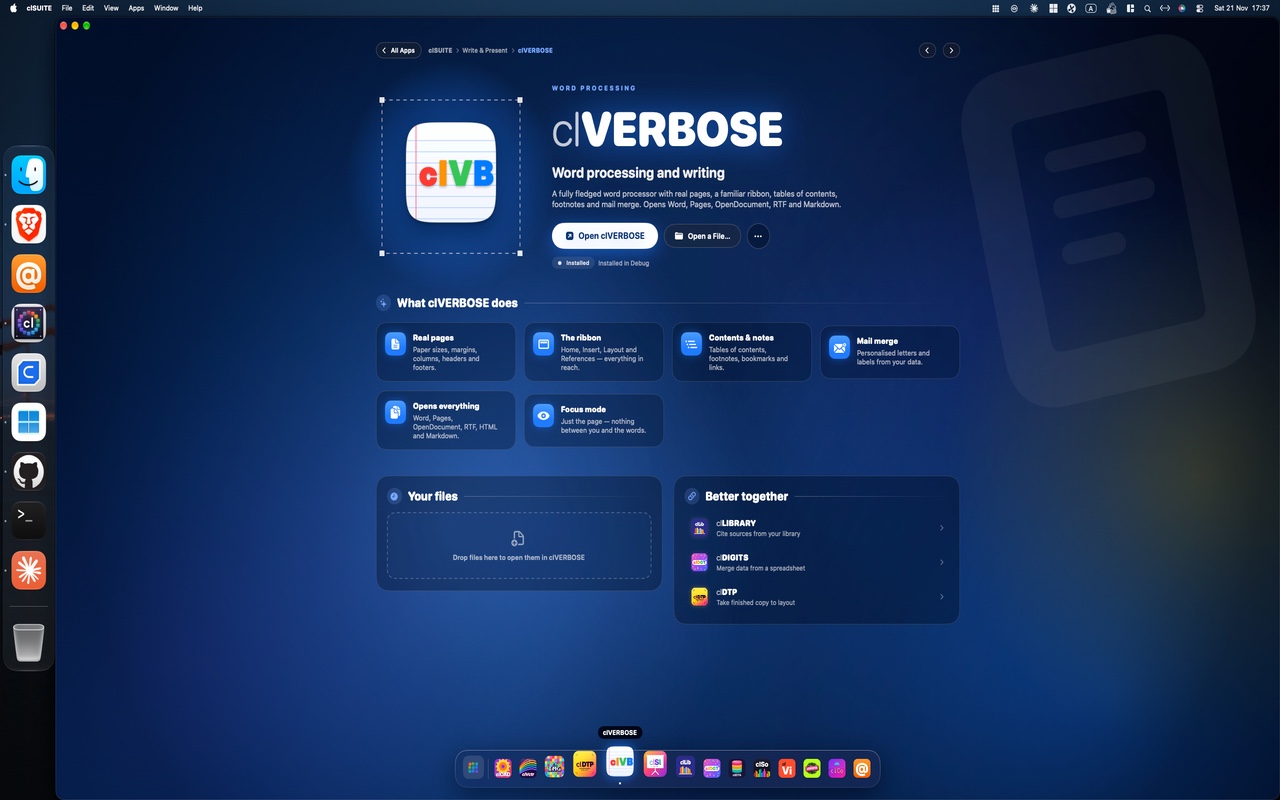 clSUITE File Edit View Apps Window Help
A
Sat 21 Nov 17:37
All Apps
clSUITE
Write & Present
clVERBOSE
WORD PROCESSING
clVERBOSE
clVB
Word processing and writing
A fully fledged word processor with real pages, a familiar ribbon, tables of contents,
footnotes and mail merge. Opens Word, Pages, OpenDocument, RTF and Markdown.
Open clVERBOSE
Open a File...
Installed
Installed in Debug
What clVERBOSE does
Real pages
Paper sizes, margins,
columns, headers and
footers.
The ribbon
Home, Insert, Layout and
References — everything in
reach.
Contents & notes
Tables of contents,
footnotes, bookmarks and
links.
Mail merge
Personalised letters and
labels from your data.
Opens everything
Word, Pages,
OpenDocument, RTF, HTML
and Markdown.
Focus mode
Just the page — nothing
between you and the words.
Your files
Drop files here to open them in clVERBOSE
Better together
clLIBRARY
Cite sources from your library
clDIGITS
Merge data from a spreadsheet
clDTP
Take finished copy to layout
cl
clVERBOSE
clDTP
clVB
clSl
clLib
clSo
Vi